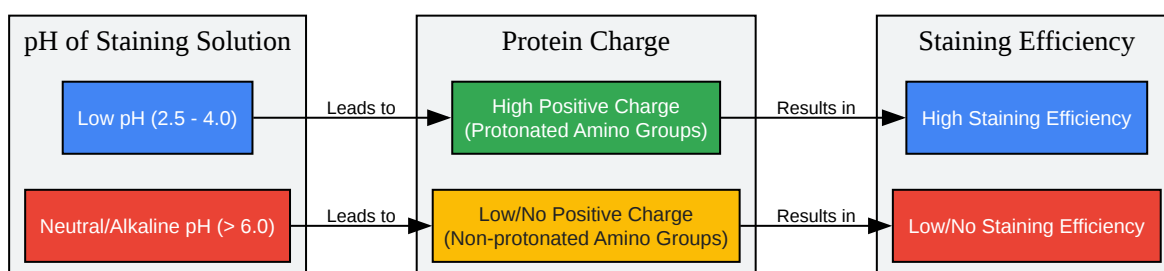 pH of Staining Solution
Protein Charge
Staining Efficiency
Low pH (2.5 - 4.0)
Leads to
High Positive Charge
(Protonated Amino Groups)
Results in
High Staining Efficiency
Neutral/Alkaline pH (> 6.0)
Leads to
Low/No Positive Charge
(Non-protonated Amino Groups)
Results in
Low/No Staining Efficiency